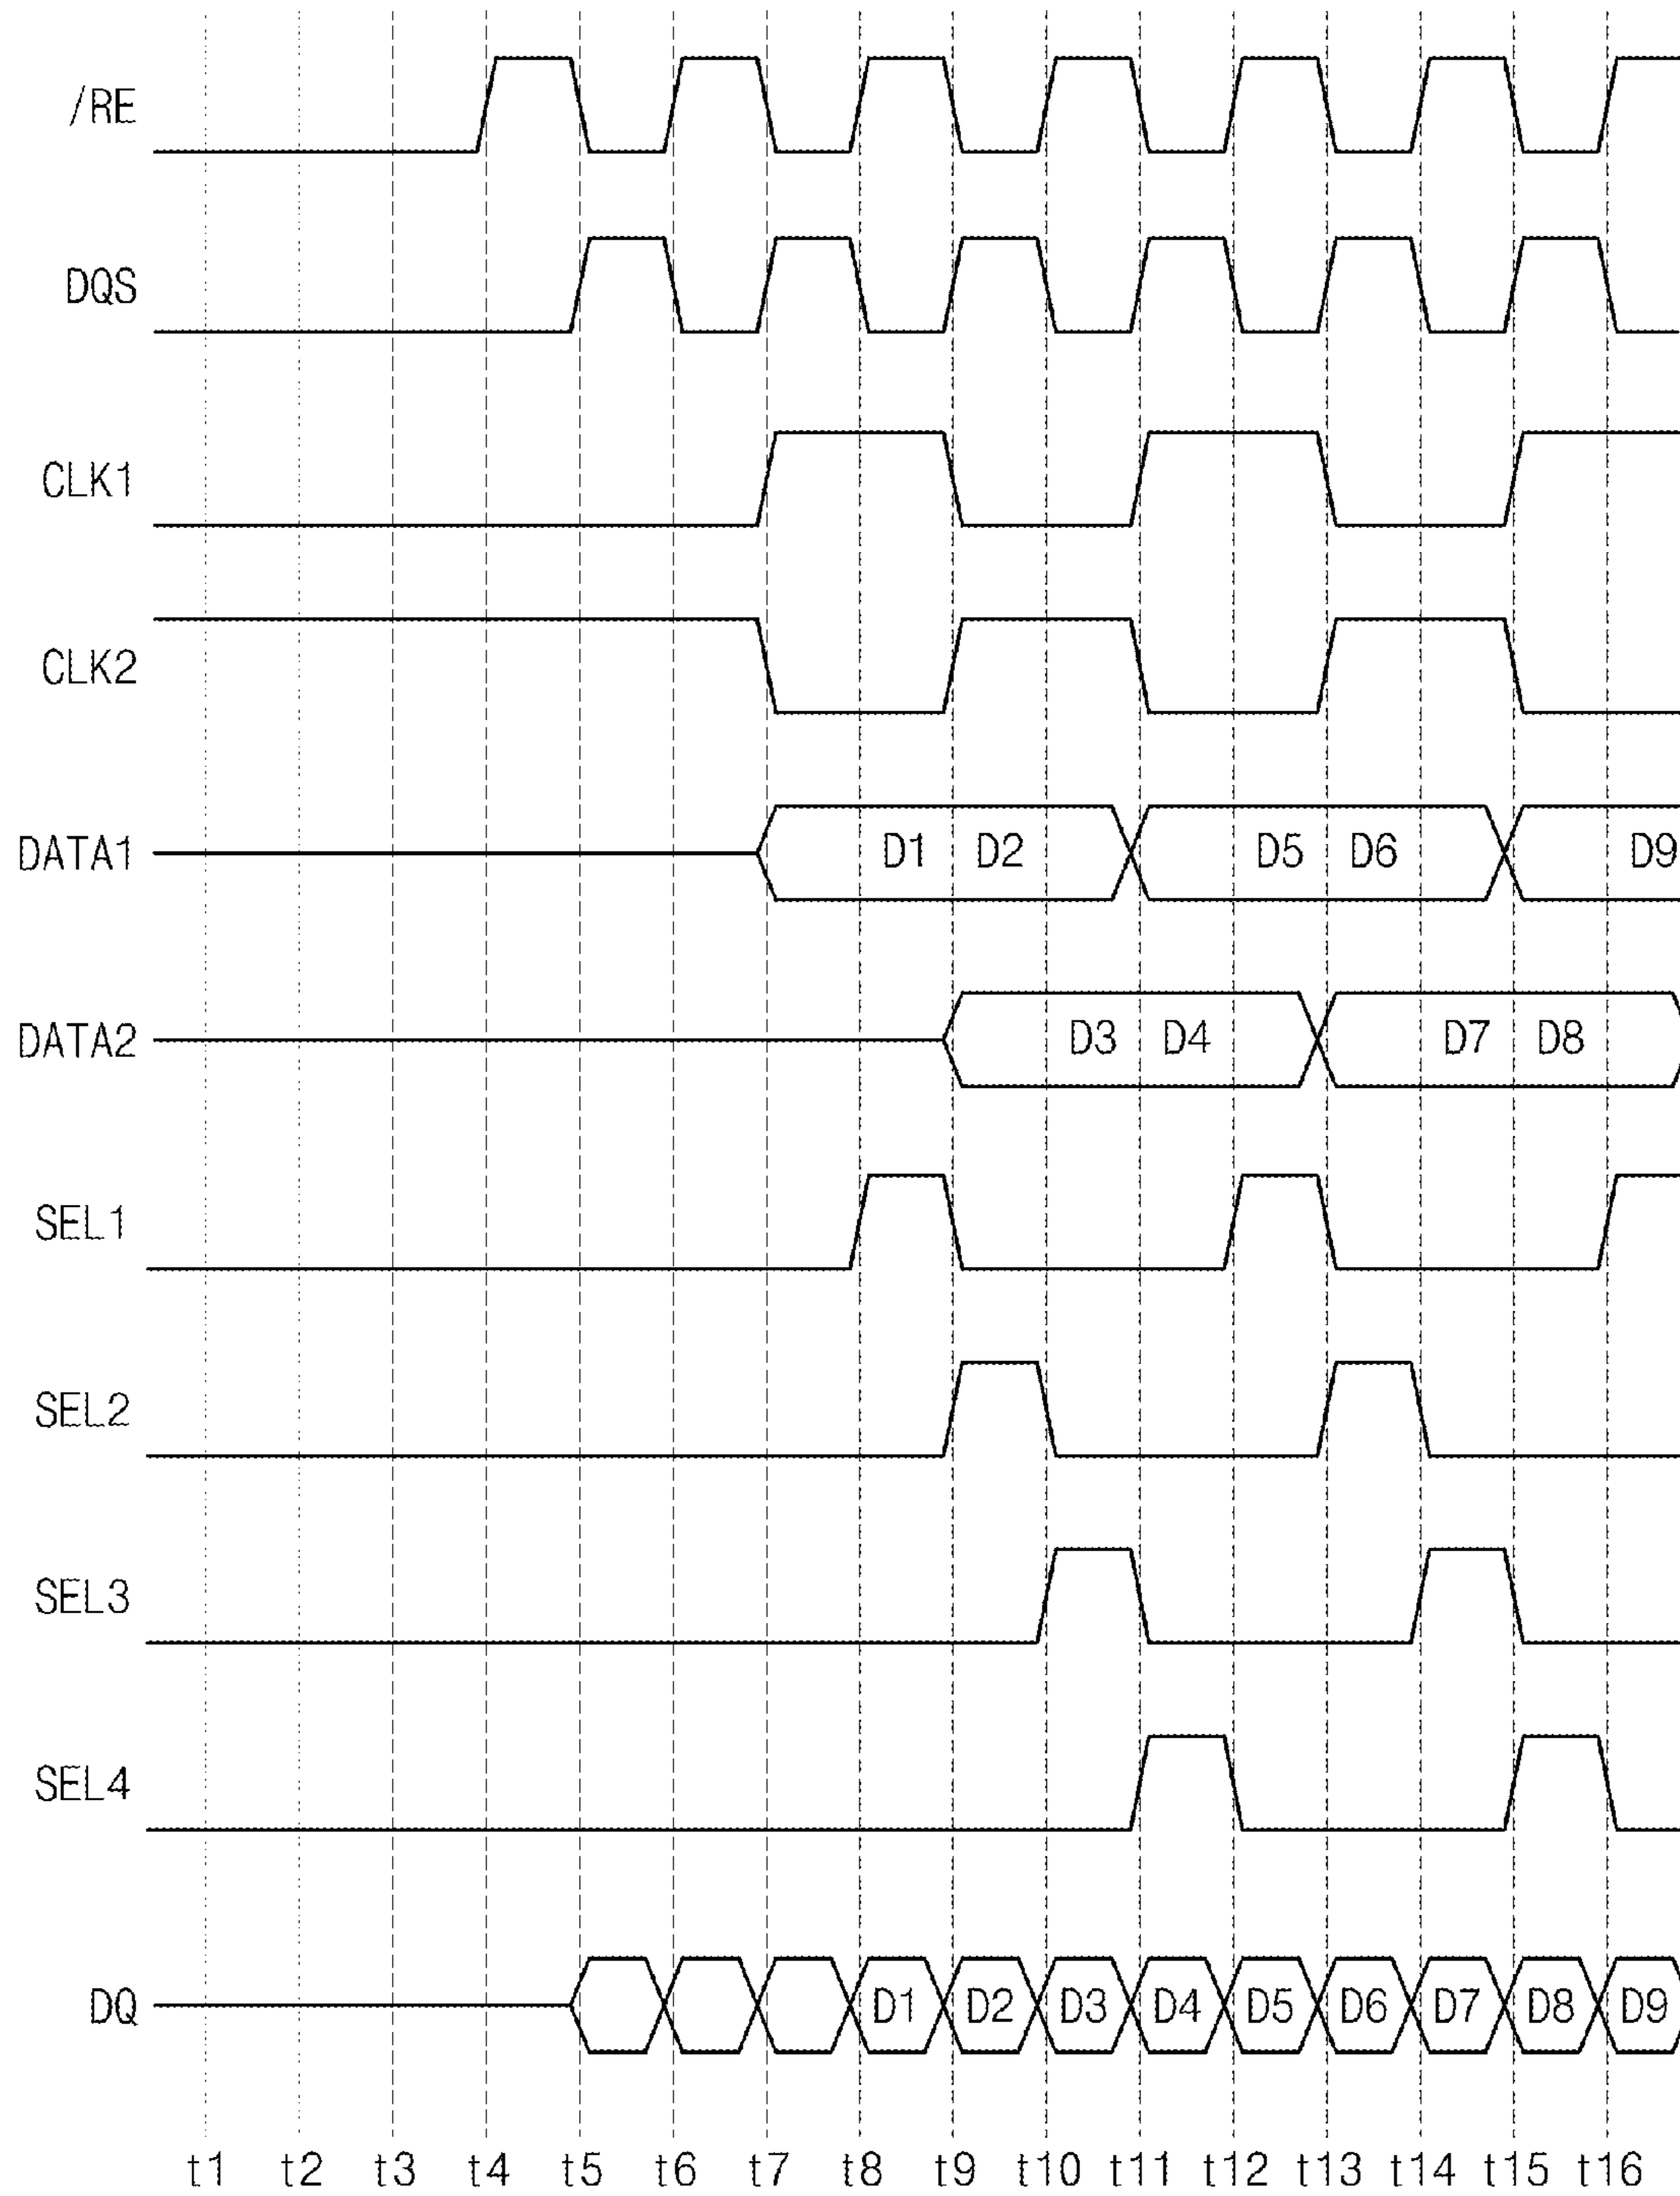 /RE
DQS
CLK1
CLK2
DATA1 D1 D2 D5 D6 D9
DATA2 D3 D4 D7 D8
SEL1
SEL2
SEL3
SEL4
DQ D1 D2 D3 D4 D5 D6 D7 D8 D9
t1 t2 t3 t4 t5 t6 t7 t8 t9 t10 t11 t12 t13 t14 t15 t16